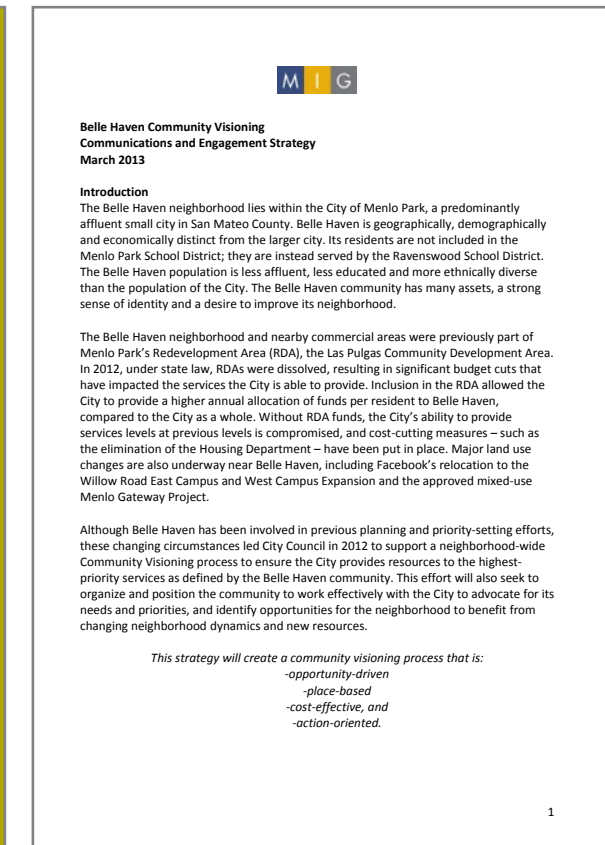 M I G
Belle Haven Community Visioning
Communications and Engagement Strategy
March 2013
Introduction
The Belle Haven neighborhood lies within the City of Menlo Park, a predominantly
affluent small city in San Mateo County. Belle Haven is geographically, demographically
and economically distinct from the larger city. Its residents are not included in the
Menlo Park School District; they are instead served by the Ravenswood School District.
The Belle Haven population is less affluent, less educated and more ethnically diverse
than the population of the City. The Belle Haven community has many assets, a strong
sense of identity and a desire to improve its neighborhood.
The Belle Haven neighborhood and nearby commercial areas were previously part of
Menlo Park's Redevelopment Area (RDA), the Las Pulgas Community Development Area.
In 2012, under state law, RDAs were dissolved, resulting in significant budget cuts that
have impacted the services the City is able to provide. Inclusion in the RDA allowed the
City to provide a higher annual allocation of funds per resident to Belle Haven,
compared to the City as a whole. Without RDA funds, the City's ability to provide
services levels at previous levels is compromised, and cost-cutting measures – such as
the elimination of the Housing Department – have been put in place. Major land use
changes are also underway near Belle Haven, including Facebook's relocation to the
Willow Road East Campus and West Campus Expansion and the approved mixed-use
Menlo Gateway Project.
Although Belle Haven has been involved in previous planning and priority-setting efforts,
these changing circumstances led City Council in 2012 to support a neighborhood-wide
Community Visioning process to ensure the City provides resources to the highest-
priority services as defined by the Belle Haven community. This effort will also seek to
organize and position the community to work effectively with the City to advocate for its
needs and priorities, and identify opportunities for the neighborhood to benefit from
changing neighborhood dynamics and new resources.
This strategy will create a community visioning process that is:
-opportunity-driven
-place-based
-cost-effective, and
-action-oriented.
1